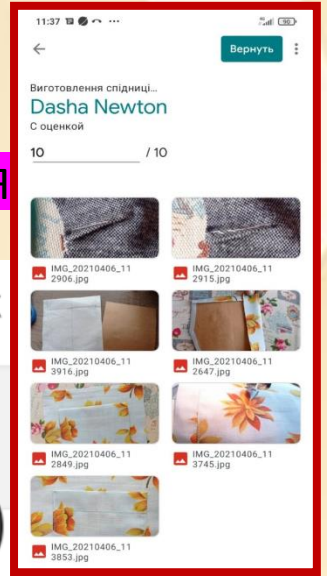 11:37
90
Вернуть
Виготовлення спідниці...
Dasha Newton
С оценкой
10 / 10
Я
IMG_20210406_11
2906.jpg
IMG_20210406_11
2915.jpg
IMG_20210406_11
3916.jpg
IMG_20210406_11
2647.jpg
IMG_20210406_11
2849.jpg
IMG_20210406_11
3745.jpg
IMG_20210406_11
3853.jpg